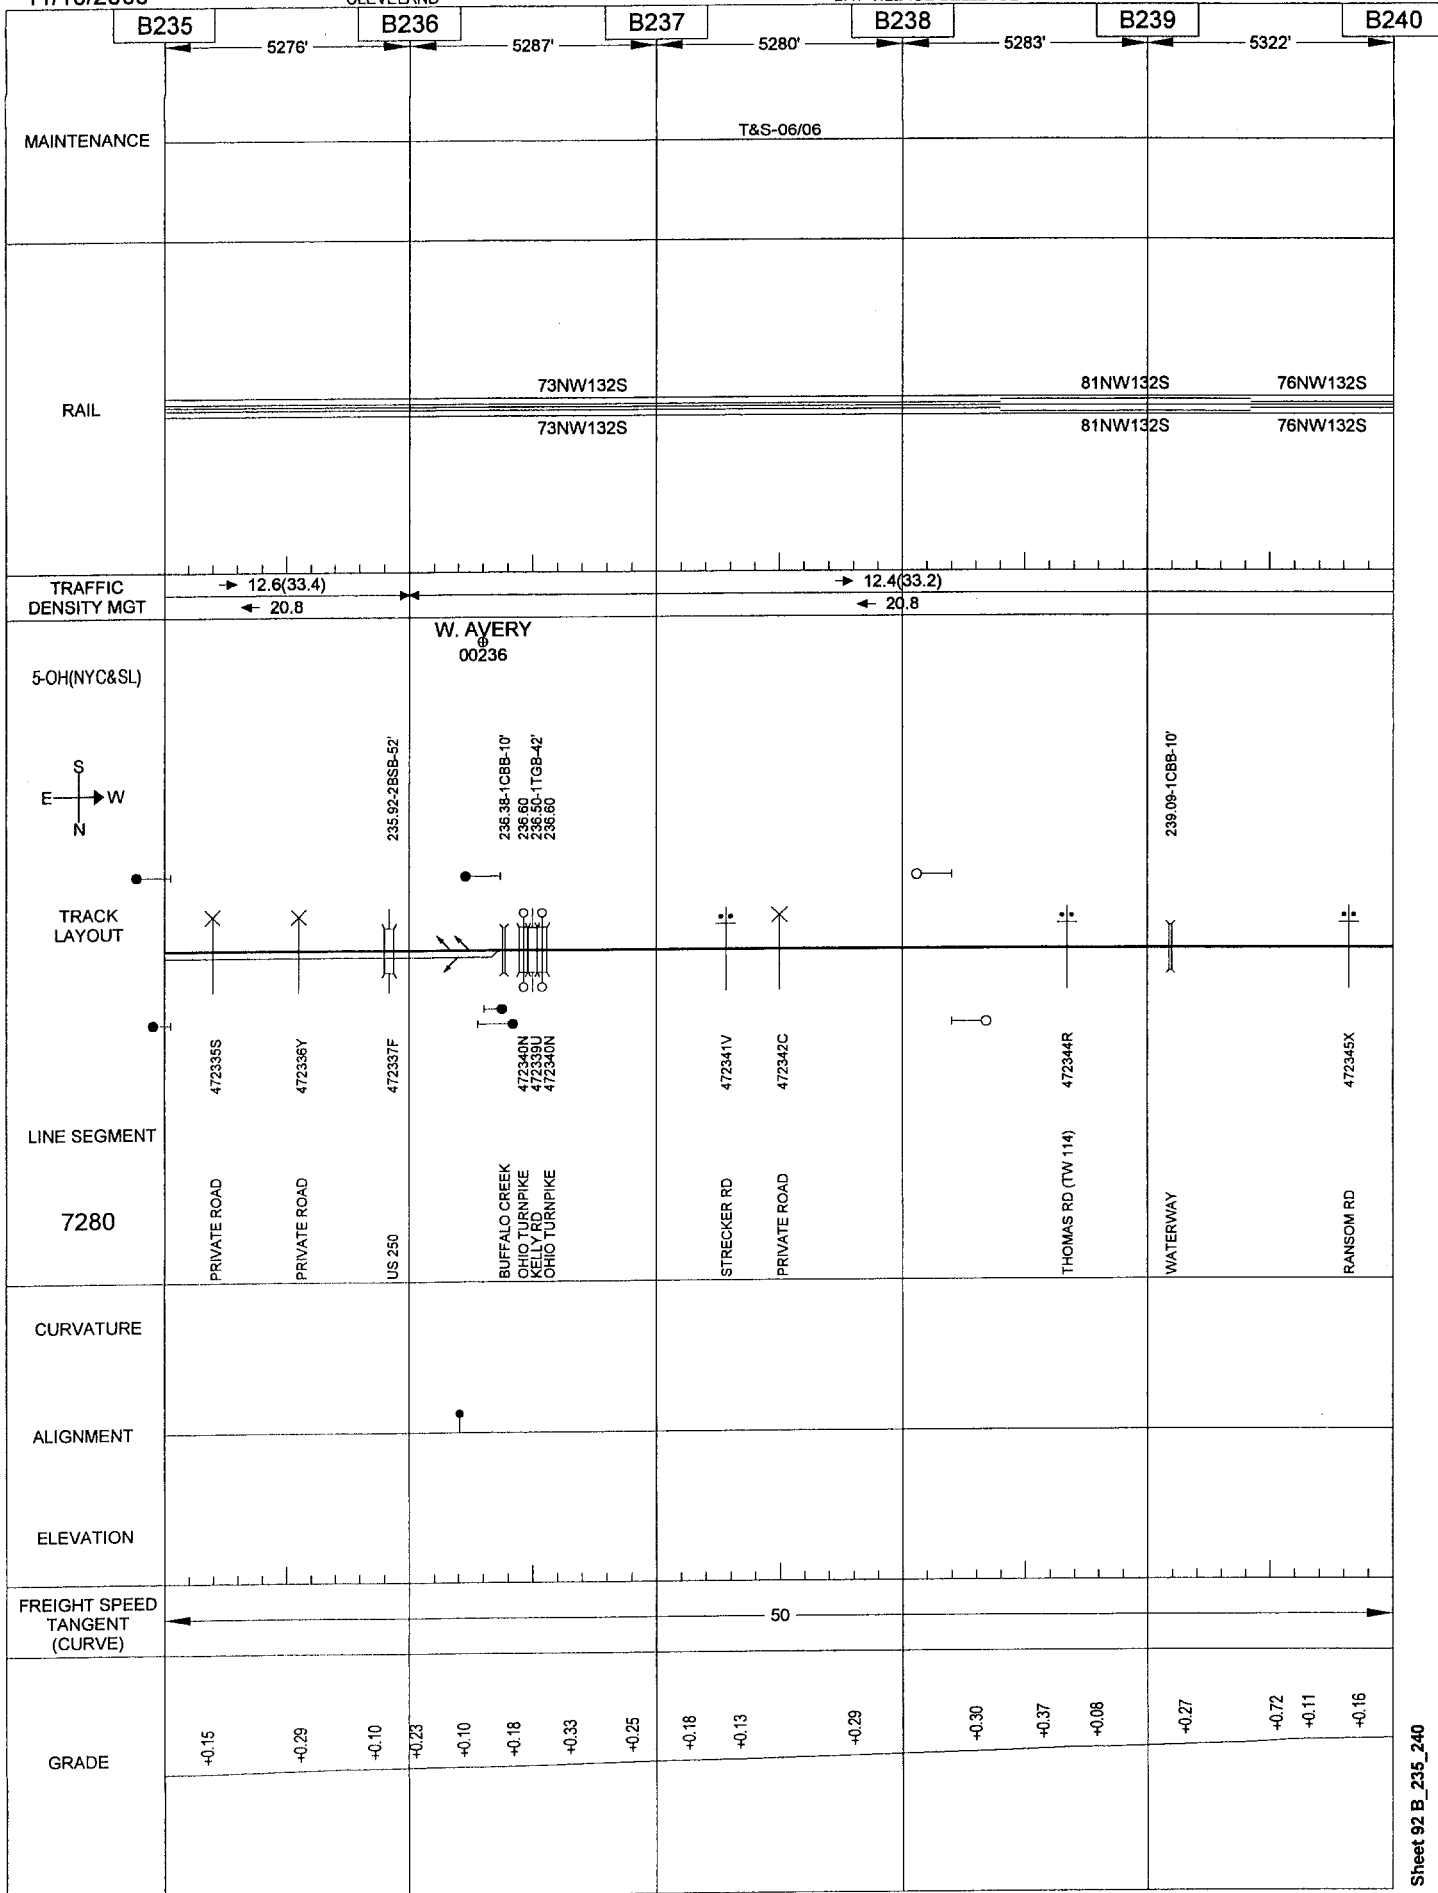 CLEVELAND
B235 B236 B237 B238 B239 B240
5276' 5287' 5280' 5283' 5322'
MAINTENANCE
T&S-06/06
73NW132S 81NW132S 76NW132S
RAIL
73NW132S 81NW132S 76NW132S
TRAFFIC
DENSITY MGT
12.6(33.4) 12.4(33.2)
20.8 20.8
W. AVERY
00236
5-OH(NYC&SL)
S
E W
N
235.92-2BSB-52'
236.38-1CBB-10'
236.60
236.50-1TGB-42'
236.60
239.09-1CBB-10'
TRACK
LAYOUT
472335S
472336Y
472337F
472340N
472339U
472340N
472341V
472342C
472344R
472345X
LINE SEGMENT
7280
PRIVATE ROAD
PRIVATE ROAD
US 250
BUFFALO CREEK
OHIO TURNPIKE
KELLY RD
OHIO TURNPIKE
STRECKER RD
PRIVATE ROAD
THOMAS RD (TW 114)
WATERWAY
RANSOM RD
CURVATURE
ALIGNMENT
ELEVATION
FREIGHT SPEED
TANGENT
(CURVE)
50
GRADE
+0.15
+0.29
+0.10
+0.23
+0.10
+0.18
+0.33
+0.25
+0.18
+0.13
+0.29
+0.30
+0.37
+0.08
+0.27
+0.72
+0.11
+0.16
Sheet 92 B_235_240